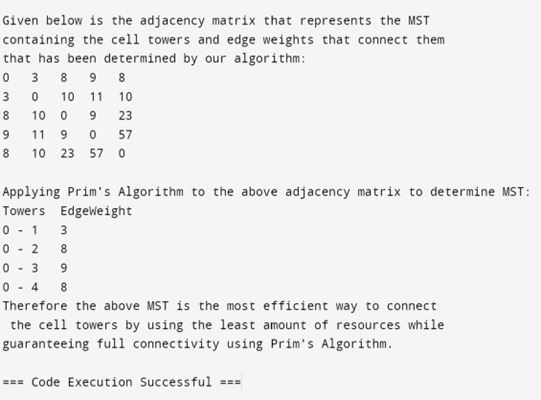 Given below is the adjacency matrix that represents the MST
containing the cell towers and edge weights that connect them
that has been determined by our algorithm:
0 3 8 9 8
3 0 10 11 10
8 10 0 9 23
9 11 9 0 57
8 10 23 57 0
Applying Prim's Algorithm to the above adjacency matrix to determine MST:
Towers EdgeWeight
0 - 1 3
0 - 2 8
0 - 3 9
0 - 4 8
Therefore the above MST is the most efficient way to connect
the cell towers by using the least amount of resources while
guaranteeing full connectivity using Prim's Algorithm.
=== Code Execution Successful ===